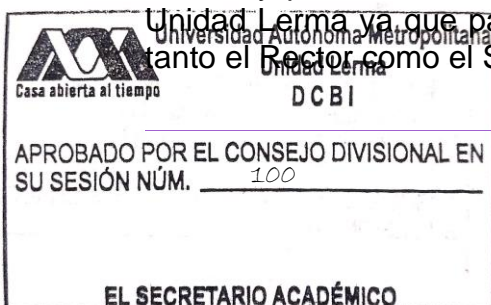 Unidad Lerma ya que pa
Universidad Autónoma Metropolitana
tanto el Rector como el S
Unidad Lerma
Casa abierta al tiempo
DCBI
APROBADO POR EL CONSEJO DIVISIONAL EN
SU SESIÓN NÚM. 100
EL SECRETARIO ACADÉMICO